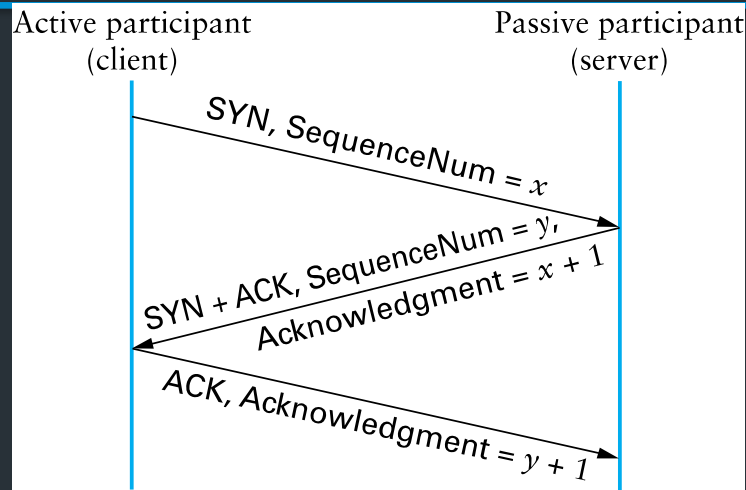 Active participant
(client)
Passive participant
(server)
SYN, SequenceNum = x
SYN + ACK, SequenceNum = y,
Acknowledgment = x + 1
ACK, Acknowledgment = y + 1